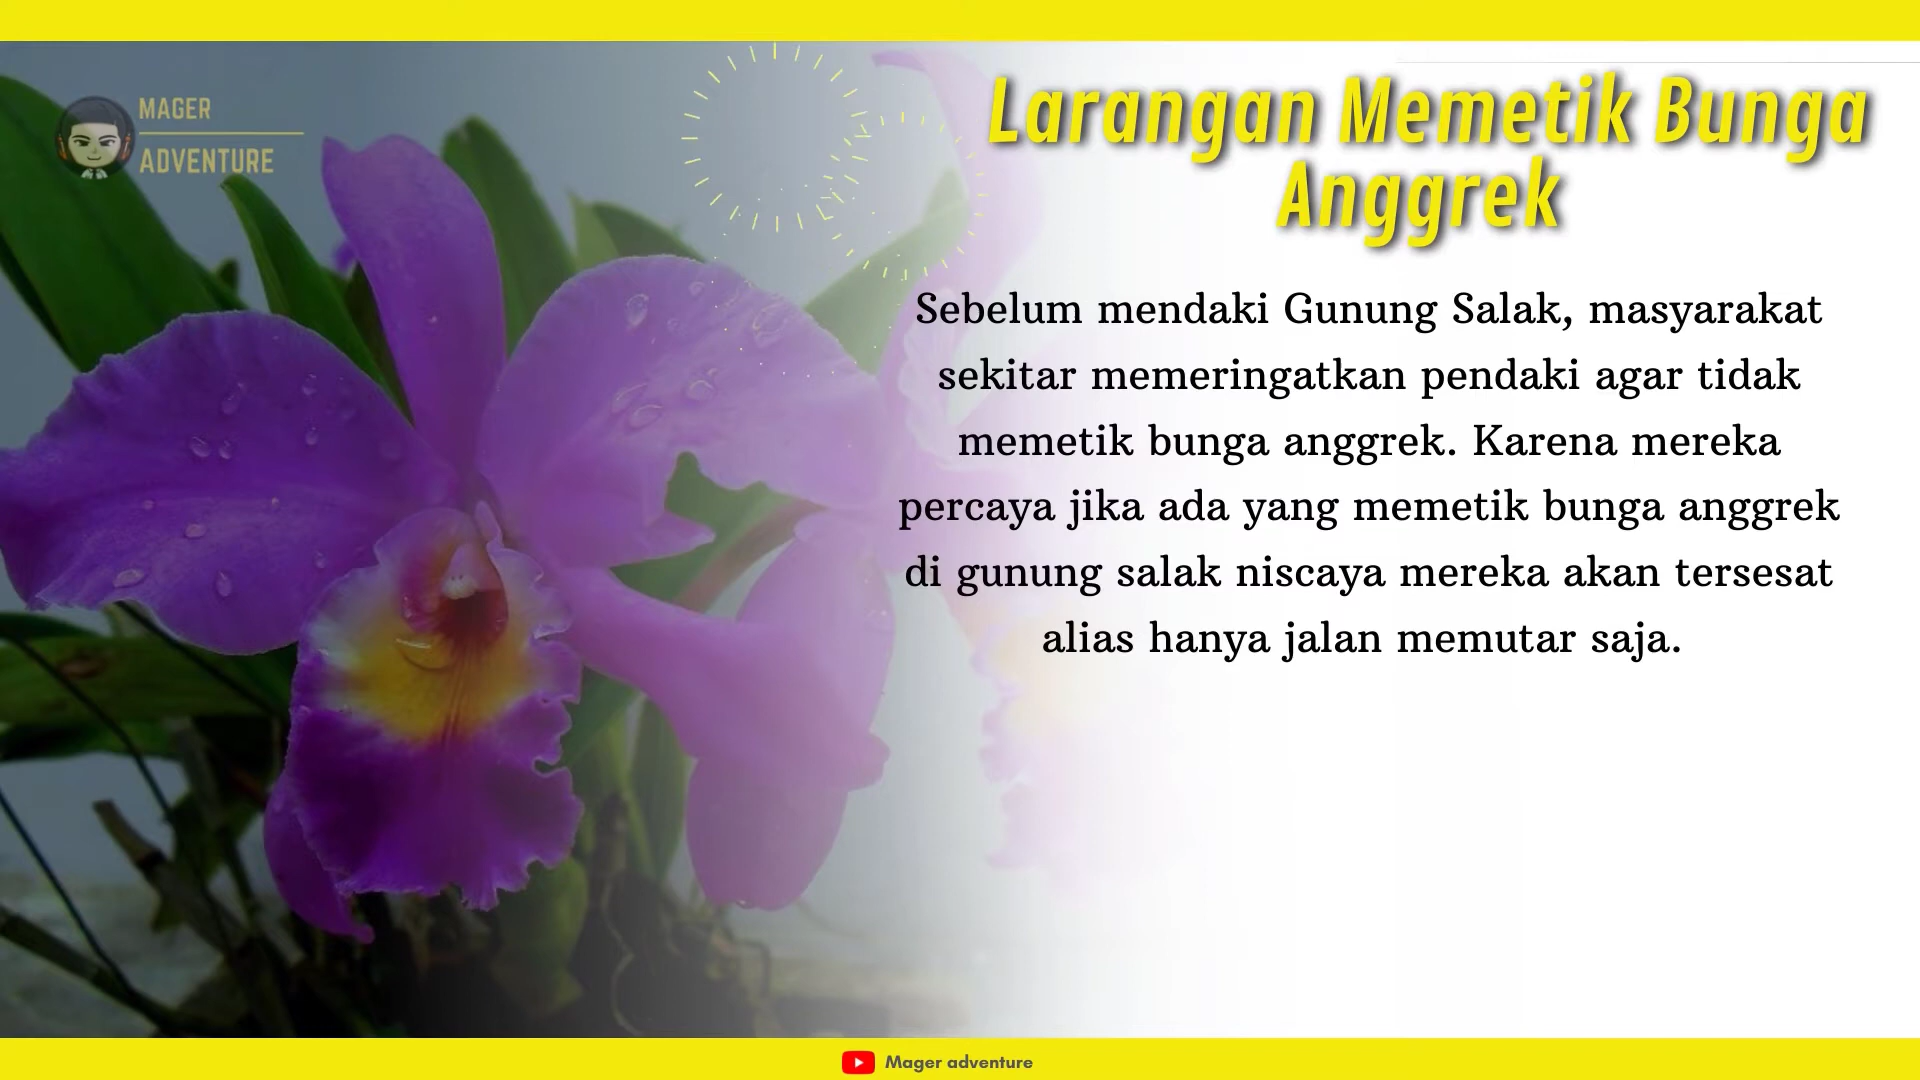 MAGER
ADVENTURE
Larangan Memetik Bunga
Anggrek
Sebelum mendaki Gunung Salak, masyarakat
sekitar memeringatkan pendaki agar tidak
memetik bunga anggrek. Karena mereka
percaya jika ada yang memetik bunga anggrek
di gunung salak niscaya mereka akan tersesat
alias hanya jalan memutar saja.
Mager adventure